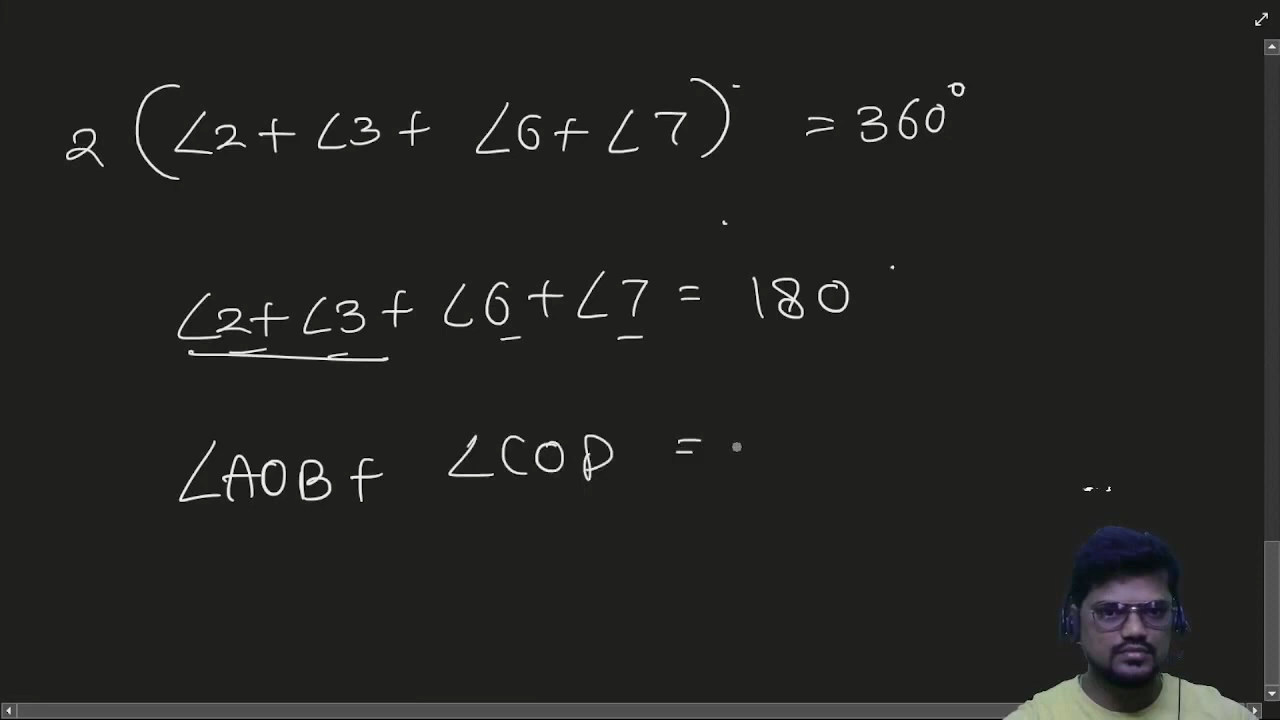 2 (∠2 + ∠3 + ∠6 + ∠7) = 360°
∠2 + ∠3 + ∠6 + ∠7 = 180
∠AOB + ∠COD =